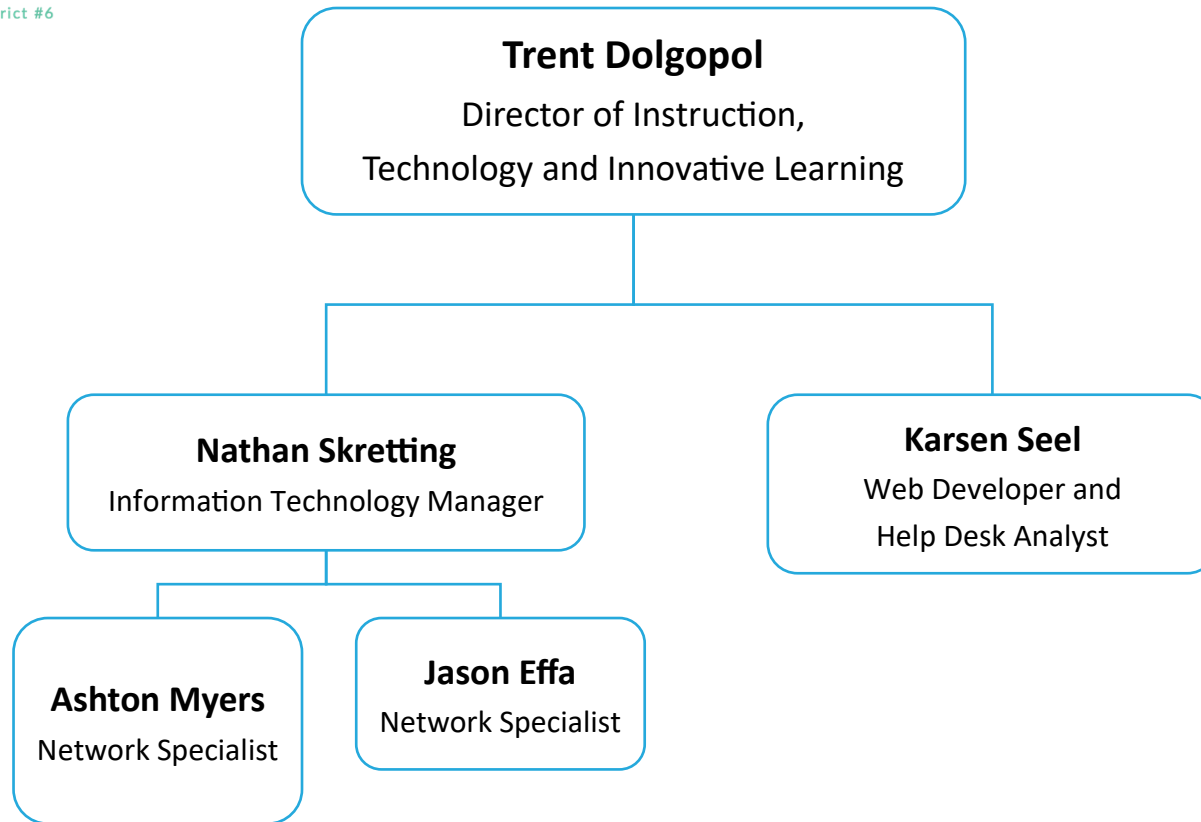 #6
Trent Dolgopol
Director of Instruction,
Technology and Innovative Learning
Nathan Skretting
Information Technology Manager
Karsen Seel
Web Developer and
Help Desk Analyst
Ashton Myers
Network Specialist
Jason Effa
Network Specialist